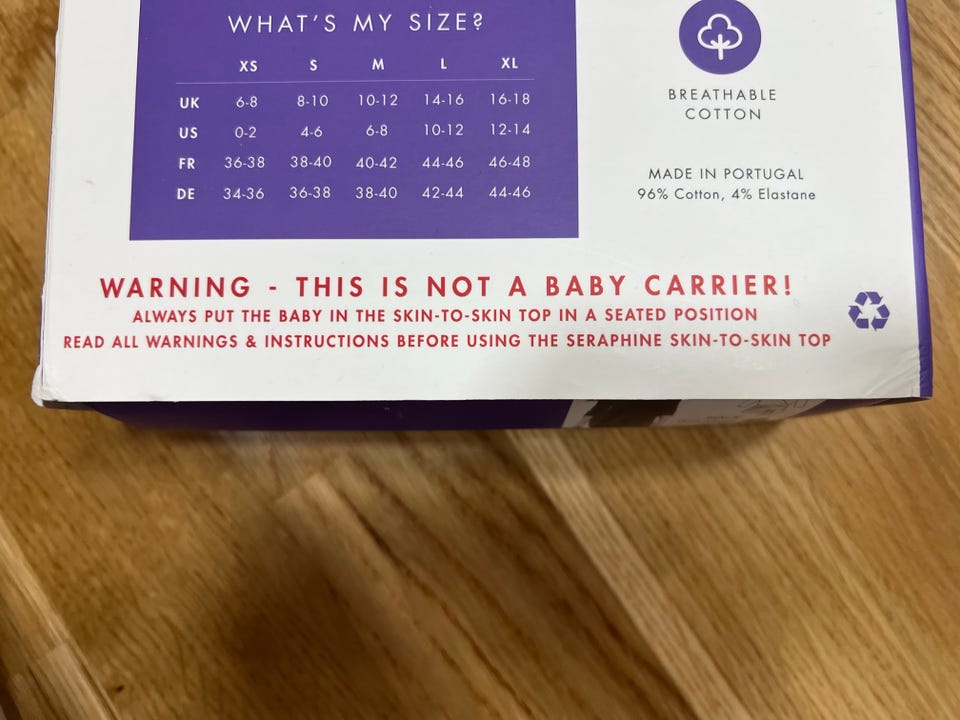 WHAT'S MY SIZE?
XS S M L XL
UK 6-8 8-10 10-12 14-16 16-18
US 0-2 4-6 6-8 10-12 12-14
FR 36-38 38-40 40-42 44-46 46-48
DE 34-36 36-38 38-40 42-44 44-46
BREATHABLE
COTTON
MADE IN PORTUGAL
96% Cotton, 4% Elastane
WARNING - THIS IS NOT A BABY CARRIER!
ALWAYS PUT THE BABY IN THE SKIN-TO-SKIN TOP IN A SEATED POSITION
READ ALL WARNINGS & INSTRUCTIONS BEFORE USING THE SERAPHINE SKIN-TO-SKIN TOP